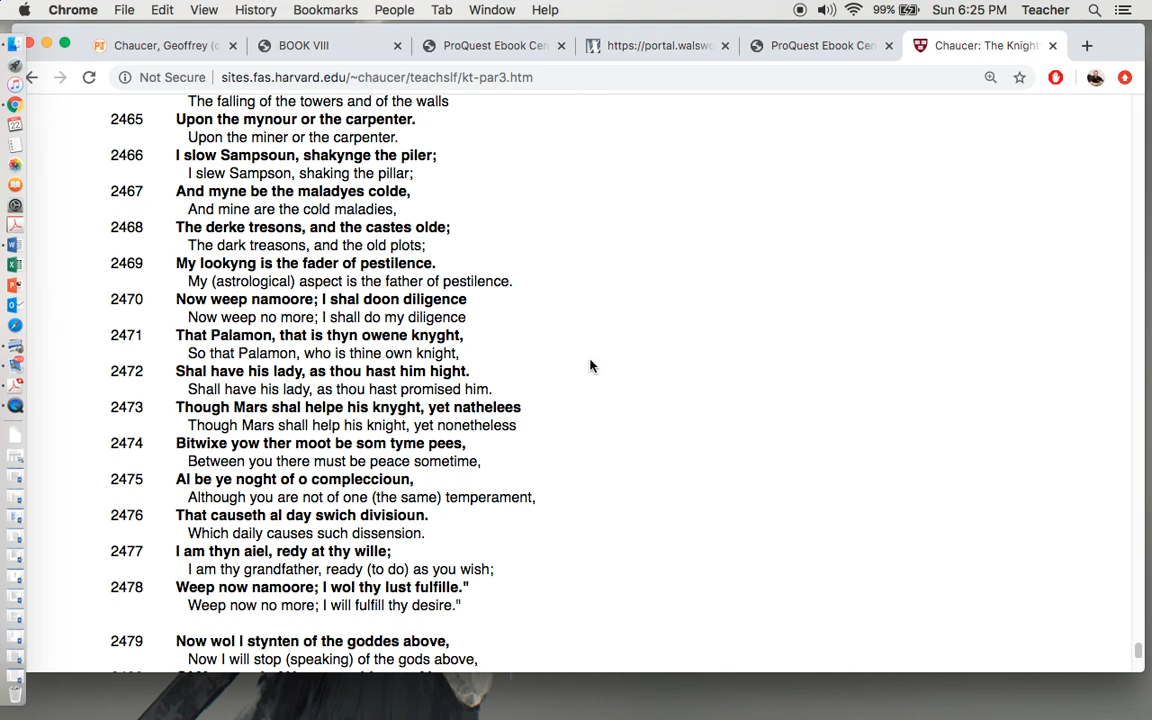 Chrome File Edit View History Bookmarks People Tab Window Help 99% Sun 6:25 PM Teacher
Chaucer, Geoffrey (c BOOK VIII ProQuest Ebook Cen https://portal.walswo ProQuest Ebook Cen Chaucer: The Knigh
Not Secure sites.fas.harvard.edu/~chaucer/teachslf/kt-par3.htm
The falling of the towers and of the walls
2465 Upon the mynour or the carpenter.
Upon the miner or the carpenter.
2466 I slow Sampsoun, shakynge the piler;
I slew Sampson, shaking the pillar;
2467 And myne be the maladyes colde,
And mine are the cold maladies,
2468 The derke tresons, and the castes olde;
The dark treasons, and the old plots;
2469 My lookyng is the fader of pestilence.
My (astrological) aspect is the father of pestilence.
2470 Now weep namoore; I shal doon diligence
Now weep no more; I shall do my diligence
2471 That Palamon, that is thyn owene knyght,
So that Palamon, who is thine own knight,
2472 Shal have his lady, as thou hast him hight.
Shall have his lady, as thou hast promised him.
2473 Though Mars shal helpe his knyght, yet nathelees
Though Mars shall help his knight, yet nonetheless
2474 Bitwixe yow ther moot be som tyme pees,
Between you there must be peace sometime,
2475 Al be ye noght of o compleccioun,
Although you are not of one (the same) temperament,
2476 That causeth al day swich divisioun.
Which daily causes such dissension.
2477 I am thyn aiel, redy at thy wille;
I am thy grandfather, ready (to do) as you wish;
2478 Weep now namoore; I wol thy lust fulfille."
Weep now no more; I will fulfill thy desire."
2479 Now wol I stynten of the goddes above,
Now I will stop (speaking) of the gods above,